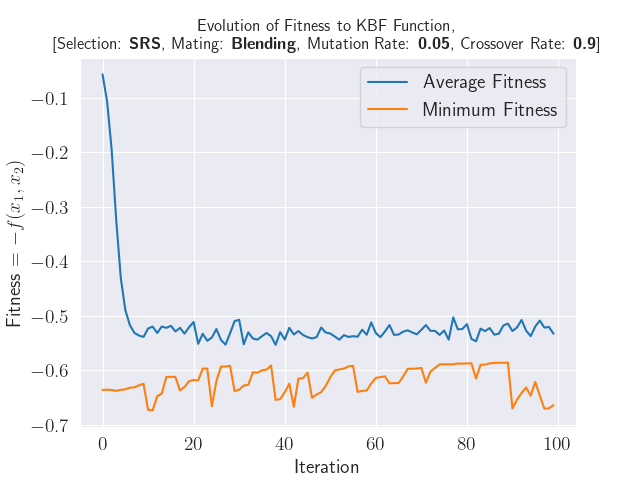 Evolution of Fitness to KBF Function,
[Selection: SRS, Mating: Blending, Mutation Rate: 0.05, Crossover Rate: 0.9]
Average Fitness
Minimum Fitness
Fitness = −f(x₁, x₂)
−0.1
−0.2
−0.3
−0.4
−0.5
−0.6
−0.7
0 20 40 60 80 100
Iteration